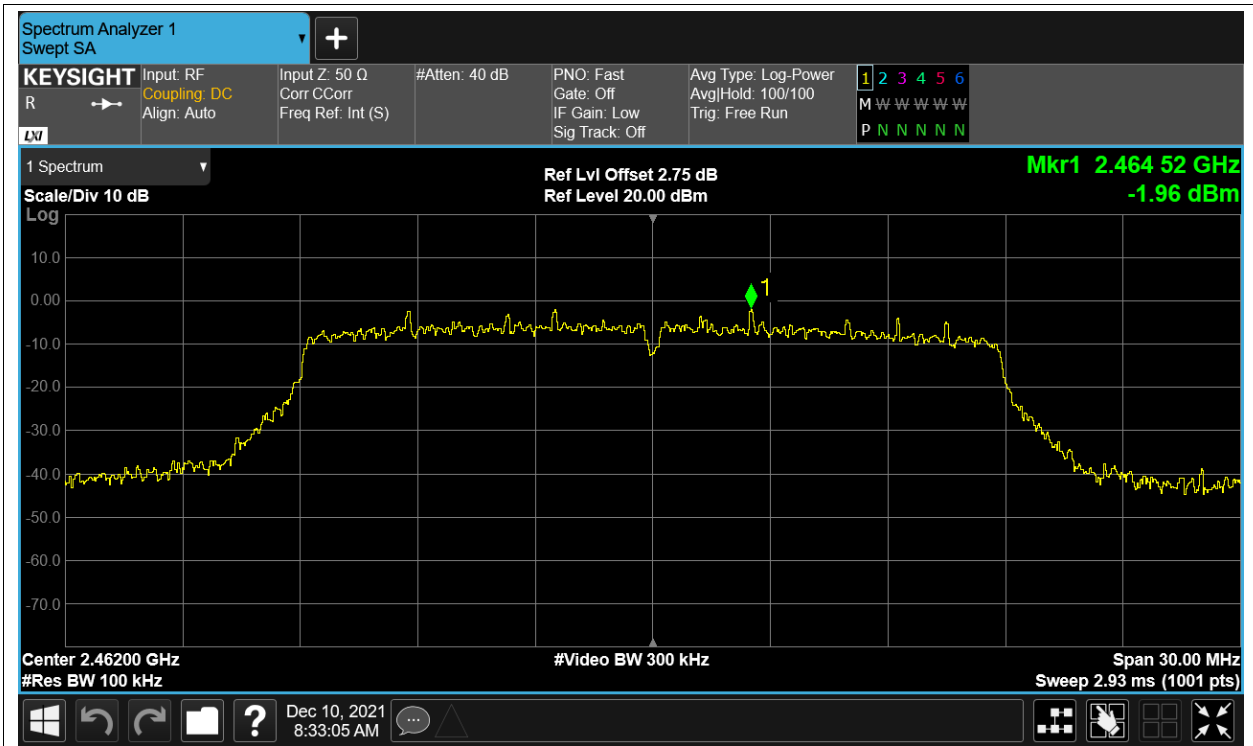 Spectrum Analyzer 1
Swept SA
KEYSIGHT
R
LXI
Input: RF
Coupling: DC
Align: Auto
Input Z: 50 Ω
Corr CCorr
Freq Ref: Int (S)
#Atten: 40 dB
PNO: Fast
Gate: Off
IF Gain: Low
Sig Track: Off
Avg Type: Log-Power
Avg|Hold: 100/100
Trig: Free Run
1 2 3 4 5 6
M W W W W W
P N N N N N
1 Spectrum
Scale/Div 10 dB
Log
Ref Lvl Offset 2.75 dB
Ref Level 20.00 dBm
Mkr1 2.464 52 GHz
-1.96 dBm
10.0
0.00
-10.0
-20.0
-30.0
-40.0
-50.0
-60.0
-70.0
1
Center 2.46200 GHz
#Res BW 100 kHz
#Video BW 300 kHz
Span 30.00 MHz
Sweep 2.93 ms (1001 pts)
?
Dec 10, 2021
8:33:05 AM